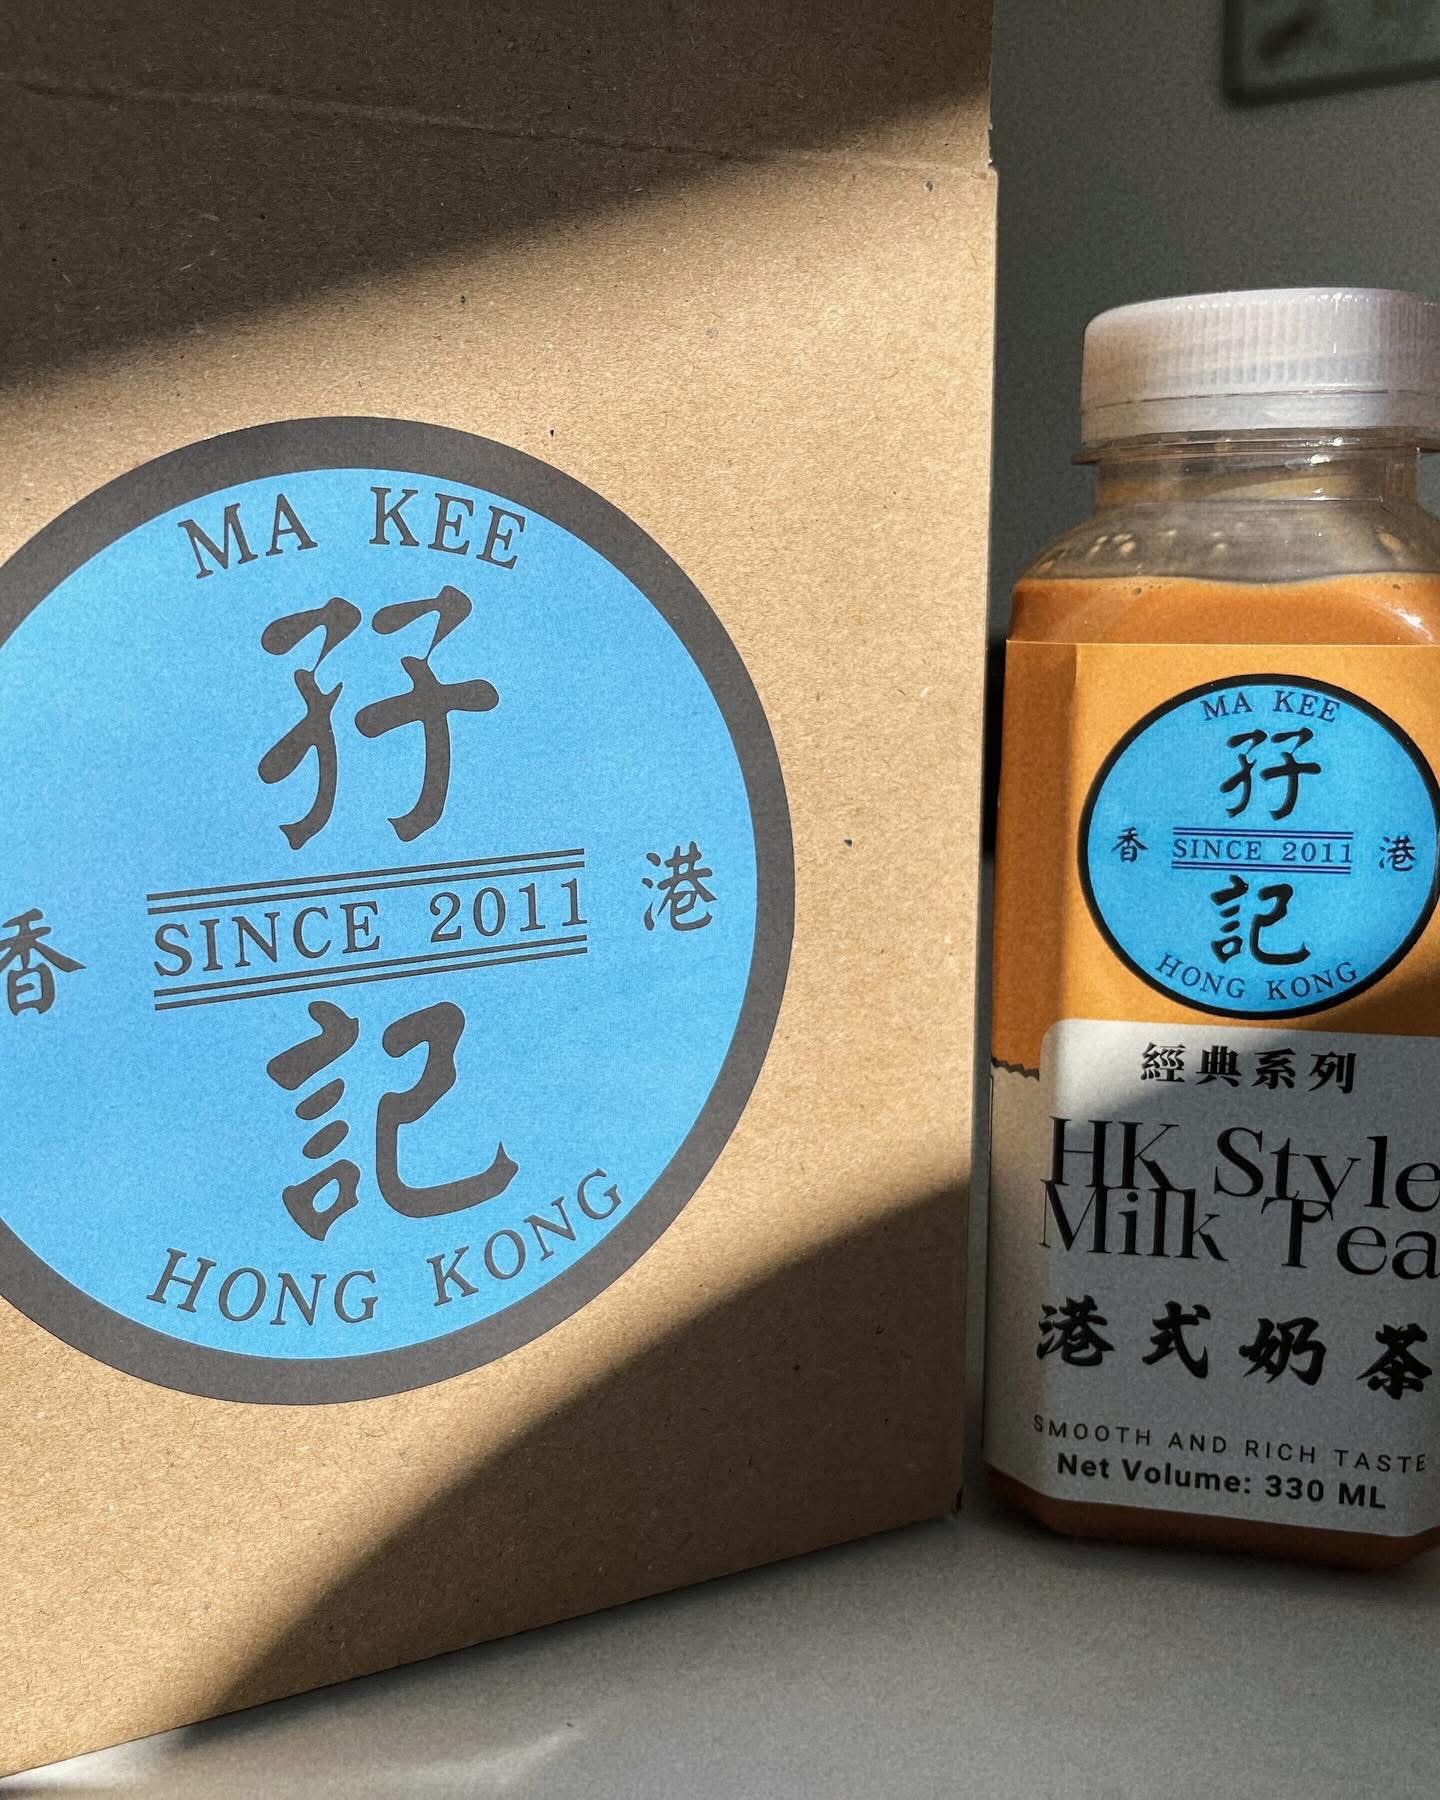 MA KEE
孖
香 SINCE 2011 港
記
HONG KONG
MA KEE
孖
香 SINCE 2011 港
記
HONG KONG
經典系列
HK Style
Milk Tea
港式奶茶
SMOOTH AND RICH TASTE
Net Volume: 330 ML